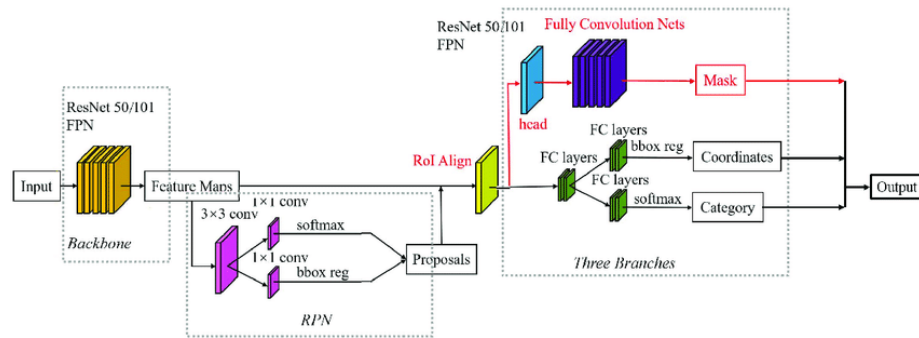 ResNet 50/101
FPN
Input
Feature Maps
Backbone
3×3 conv
1×1 conv
softmax
1×1 conv
bbox reg
Proposals
RPN
RoI Align
ResNet 50/101
FPN
Fully Convolution Nets
head
Mask
FC layers
FC layers
bbox reg
Coordinates
FC layers
softmax
Category
Three Branches
Output